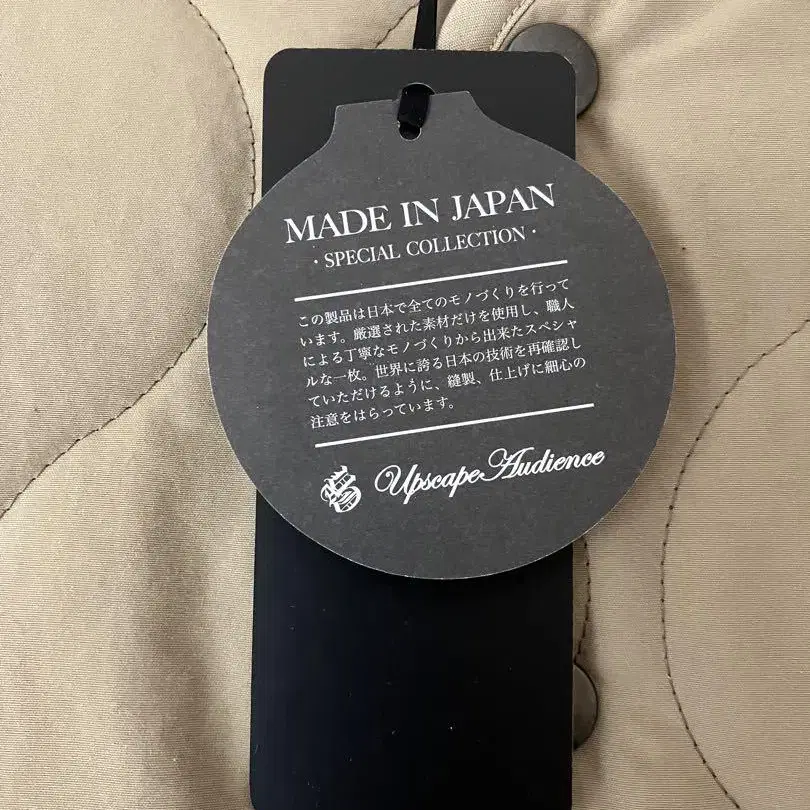 MADE IN JAPAN
· SPECIAL COLLECTION ·
この製品は日本で全てのモノづくりを行って
います。厳選された素材だけを使用し、職人
による丁寧なモノづくりから出来たスペシャ
ルな一枚。世界に誇る日本の技術を再確認し
ていただけるように、縫製、仕上げに細心の
注意をはらっています。
Upscape Audience